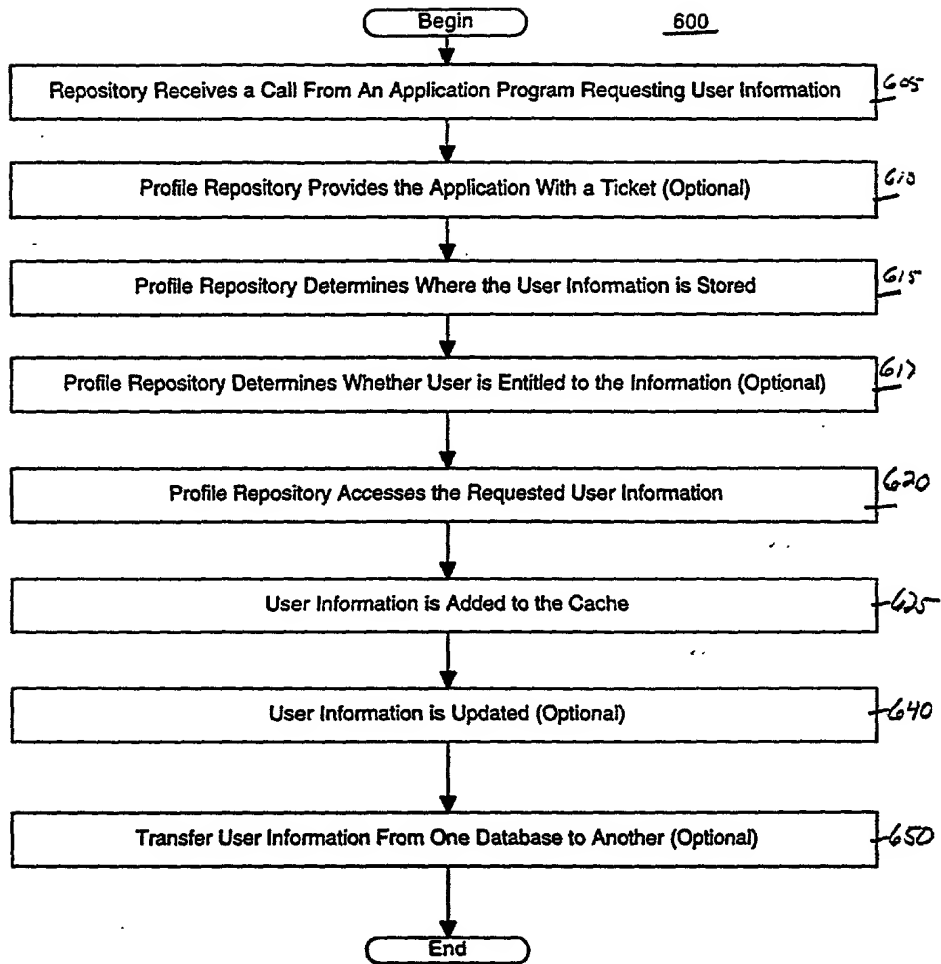 Begin
600
Repository Receives a Call From An Application Program Requesting User Information
605
Profile Repository Provides the Application With a Ticket (Optional)
610
Profile Repository Determines Where the User Information is Stored
615
Profile Repository Determines Whether User is Entitled to the Information (Optional)
617
Profile Repository Accesses the Requested User Information
620
User Information is Added to the Cache
625
User Information is Updated (Optional)
640
Transfer User Information From One Database to Another (Optional)
650
End